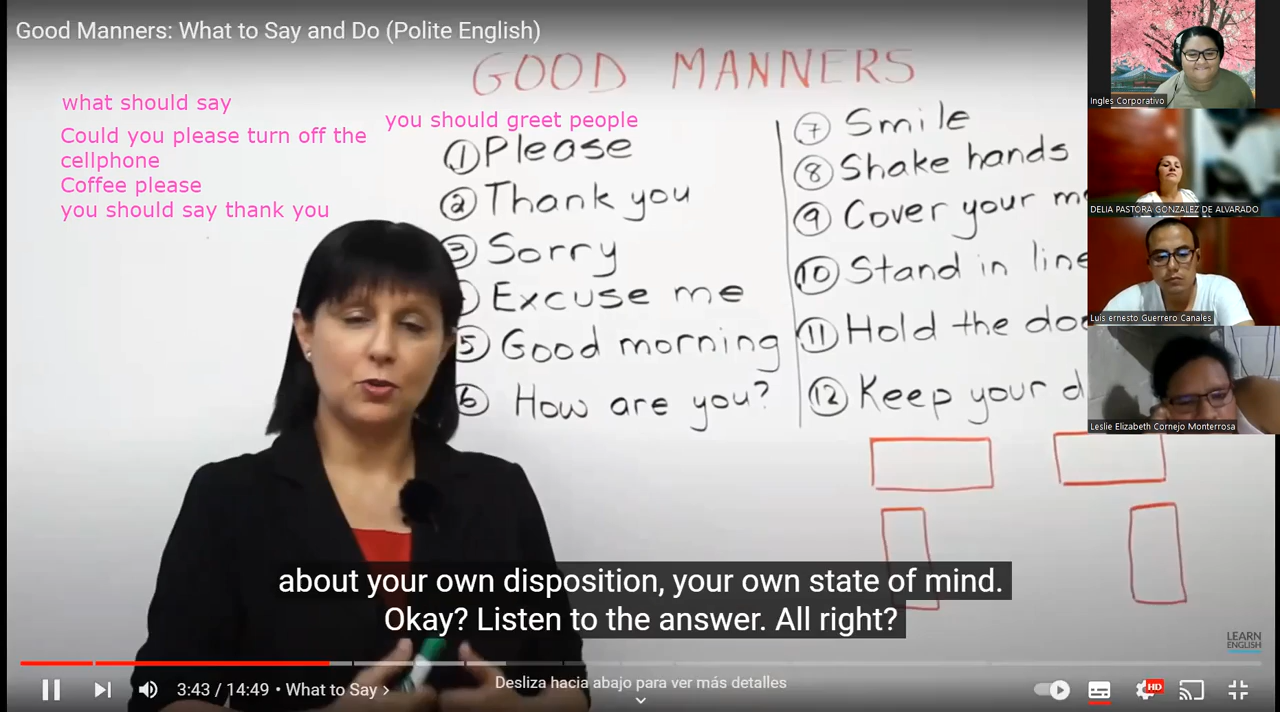 Good Manners: What to Say and Do (Polite English)
GOOD MANNERS
what should say
Could you please turn off the
cellphone
Coffee please
you should say thank you
you should greet people
1 Please
2 Thank you
3 Sorry
Excuse me
5 Good morning
6 How are you?
7 Smile
8 Shake hands
9 Cover your
10 Stand in line
11 Hold the
12 Keep your
Ingles Corporativo
DELIA PASTORA GONZALEZ DE ALVARADO
Luis ernesto Guerrero Canales
Leslie Elizabeth Cornejo Monterrosa
about your own disposition, your own state of mind.
Okay? Listen to the answer. All right?
LEARN
ENGLISH
3:43 / 14:49 • What to Say ›
Desliza hacia abajo para ver más detalles
HD